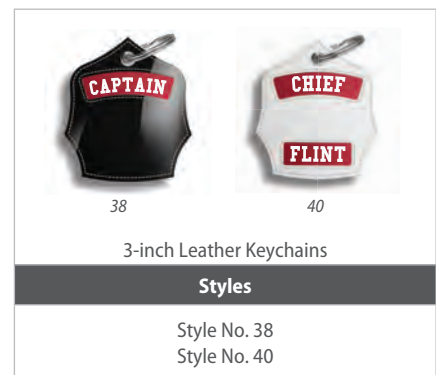 CAPTAIN
CHIEF
FLINT
38
40
3-inch Leather Keychains
Styles
Style No. 38
Style No. 40